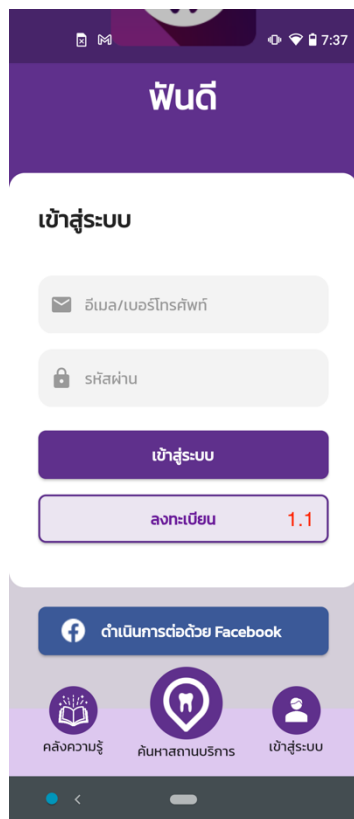 7:37
ฟันดี
เข้าสู่ระบบ
อีเมล/เบอร์โทรศัพท์
รหัสผ่าน
เข้าสู่ระบบ
ลงทะเบียน 1.1
ดำเนินการต่อด้วย Facebook
คลังความรู้ ค้นหาสถานบริการ เข้าสู่ระบบ